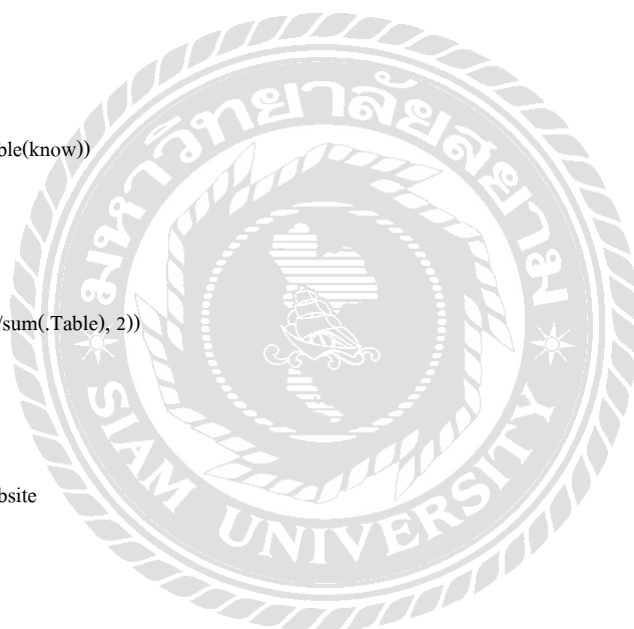 มหาวิทยาลัยสยาม
ble(know))
/sum(.Table), 2))
bsite
SIAM UNIVERSITY